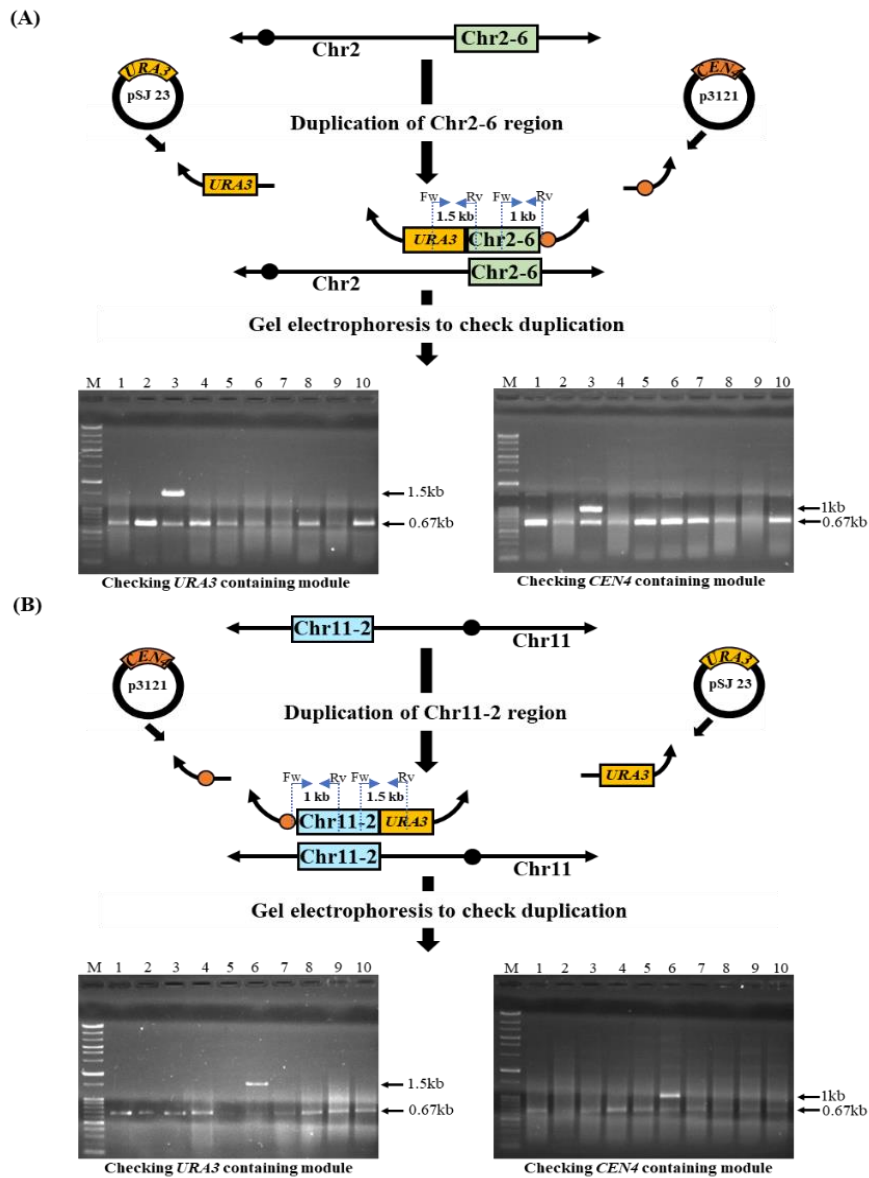 (A)
Chr2-6
Chr2
URA3
pSJ 23
CEN4
p3121
Duplication of Chr2-6 region
URA3
Fw Rv Fw Rv
1.5 kb 1 kb
URA3 Chr2-6
Chr2 Chr2-6
Gel electrophoresis to check duplication
M 1 2 3 4 5 6 7 8 9 10
1.5kb
0.67kb
Checking URA3 containing module
M 1 2 3 4 5 6 7 8 9 10
1kb
0.67kb
Checking CEN4 containing module
(B)
Chr11-2
Chr11
CEN4
p3121
URA3
pSJ 23
Duplication of Chr11-2 region
URA3
Fw Rv Fw Rv
1 kb 1.5 kb
Chr11-2 URA3
Chr11-2 Chr11
Gel electrophoresis to check duplication
M 1 2 3 4 5 6 7 8 9 10
1.5kb
0.67kb
Checking URA3 containing module
M 1 2 3 4 5 6 7 8 9 10
1kb
0.67kb
Checking CEN4 containing module